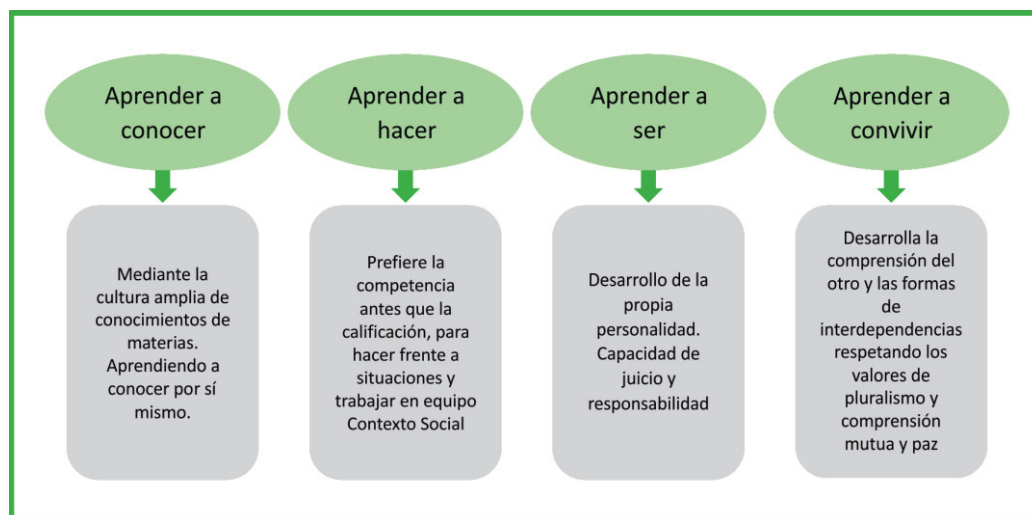 Aprender a
conocer
Aprender a
hacer
Aprender a
ser
Aprender a
convivir
Mediante la
cultura amplia de
conocimientos de
materias.
Aprendiendo a
conocer por sí
mismo.
Prefiere la
competencia
antes que la
calificación, para
hacer frente a
situaciones y
trabajar en equipo
Contexto Social
Desarrollo de la
propia
personalidad.
Capacidad de
juicio y
responsabilidad
Desarrolla la
comprensión del
otro y las formas
de
interdependencias
respetando los
valores de
pluralismo y
comprensión
mutua y paz